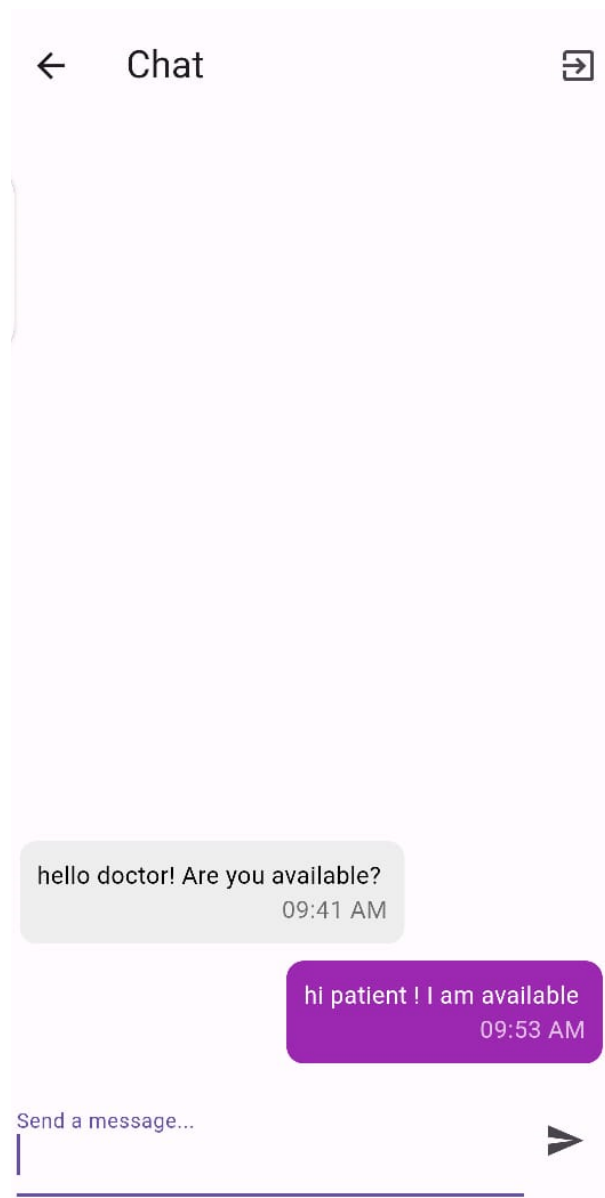 Chat
hello doctor! Are you available?
09:41 AM
hi patient ! I am available
09:53 AM
Send a message...